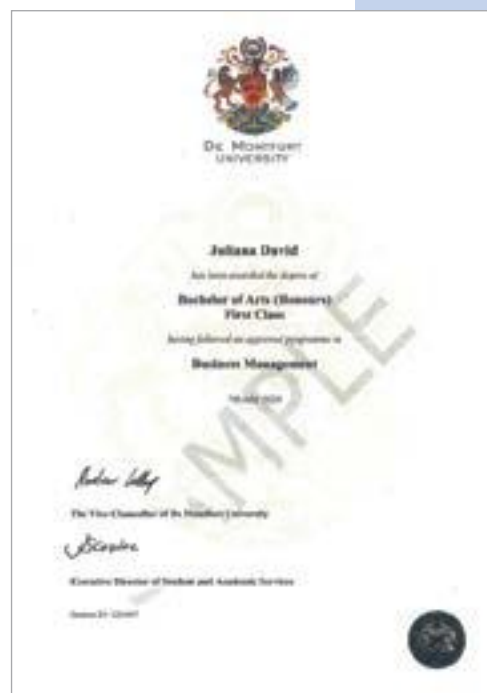 De Montfort
UNIVERSITY
Juliana David
has been awarded the degree of
Bachelor of Arts (Honours)
First Class
having followed an approved programme in
Business Management
SAMPLE
The Vice-Chancellor of De Montfort University
Executive Director of Student and Academic Services